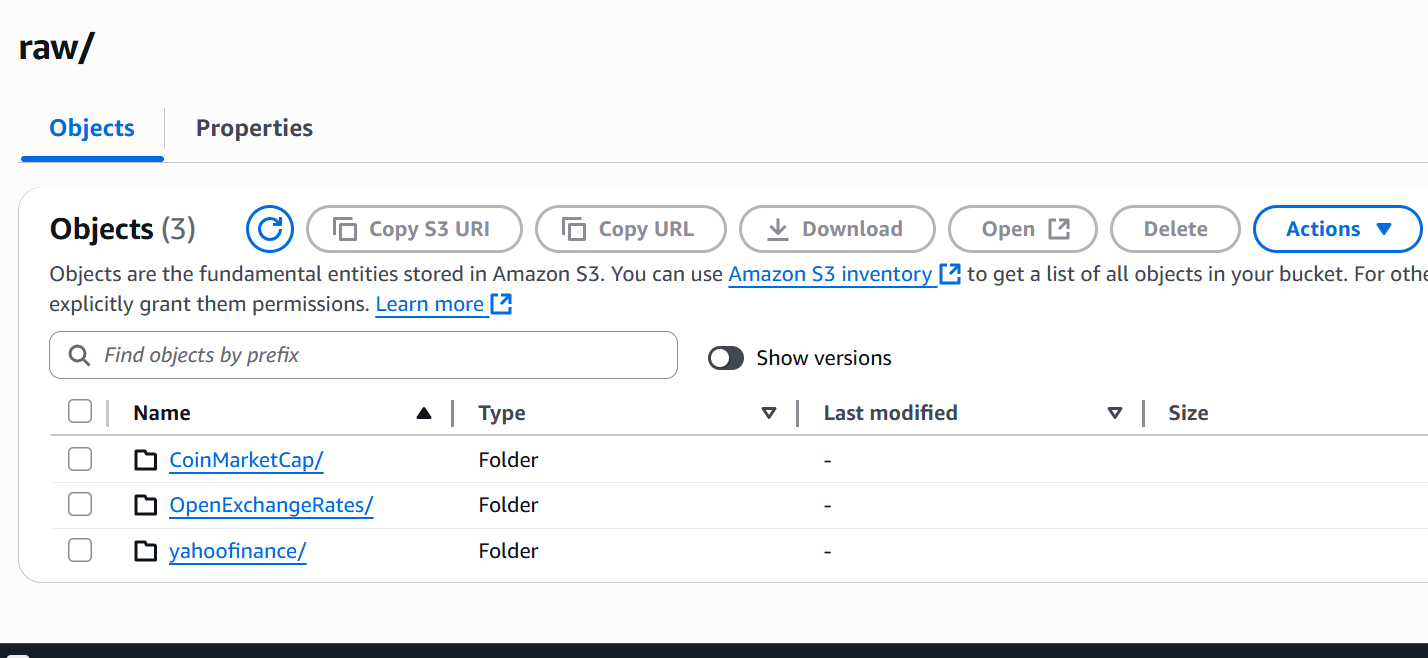 raw/
Objects
Properties
Objects (3)
Copy S3 URI
Copy URL
Download
Open
Delete
Actions
Objects are the fundamental entities stored in Amazon S3. You can use Amazon S3 inventory to get a list of all objects in your bucket. For othe
explicitly grant them permissions. Learn more
Find objects by prefix
Show versions
Name Type Last modified Size
CoinMarketCap/ Folder -
OpenExchangeRates/ Folder -
yahoofinance/ Folder -